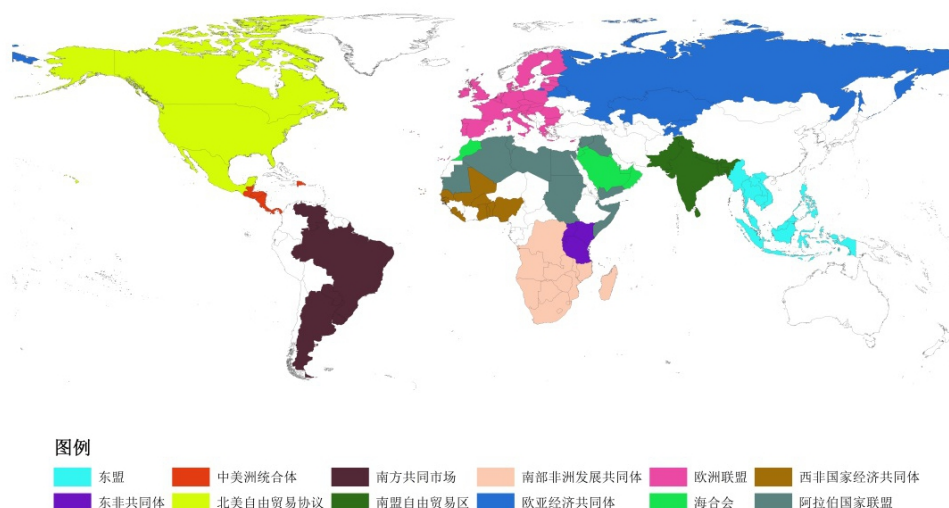 图例
东盟 中美洲统合体 南方共同市场 南部非洲发展共同体 欧洲联盟 西非国家经济共同体
东非共同体 北美自由贸易协议 南盟自由贸易区 欧亚经济共同体 海合会 阿拉伯国家联盟